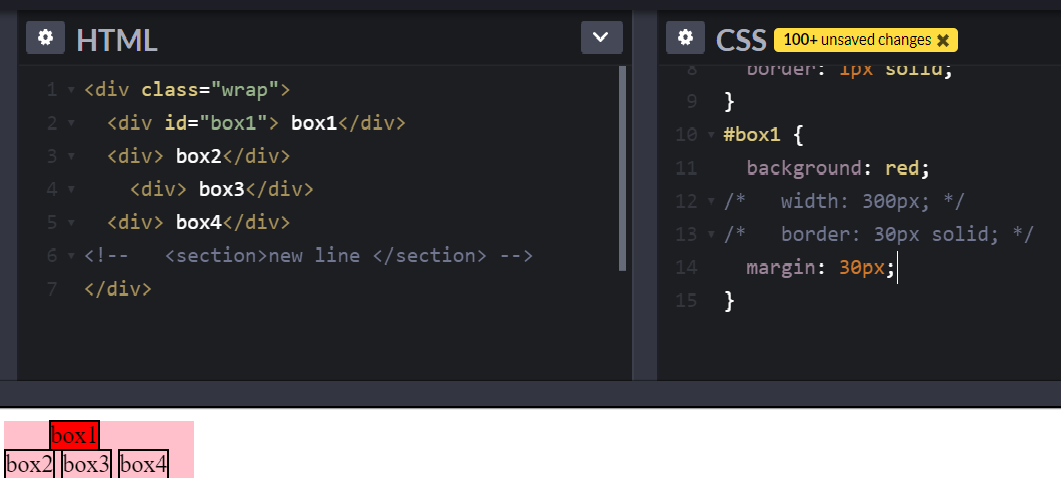 HTML
1 <div class="wrap">
2 <div id="box1"> box1</div>
3 <div> box2</div>
4 <div> box3</div>
5 <div> box4</div>
6 <!-- <section>new line </section> -->
7 </div>
CSS 100+ unsaved changes
8 border: 1px solid;
9 }
10 #box1 {
11 background: red;
12 /* width: 300px; */
13 /* border: 30px solid; */
14 margin: 30px;
15 }
box1
box2 box3 box4